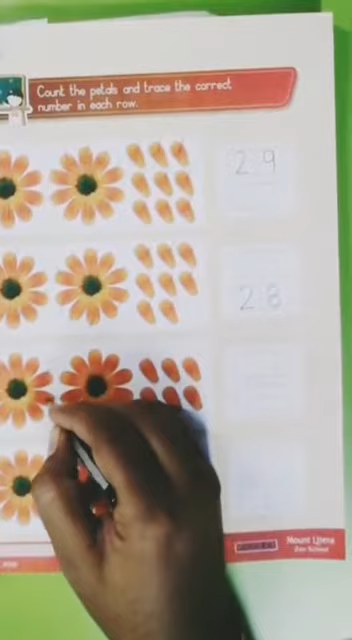 Count the petals and trace the correct
number in each row.
29
28
Mount Litera
Zee School